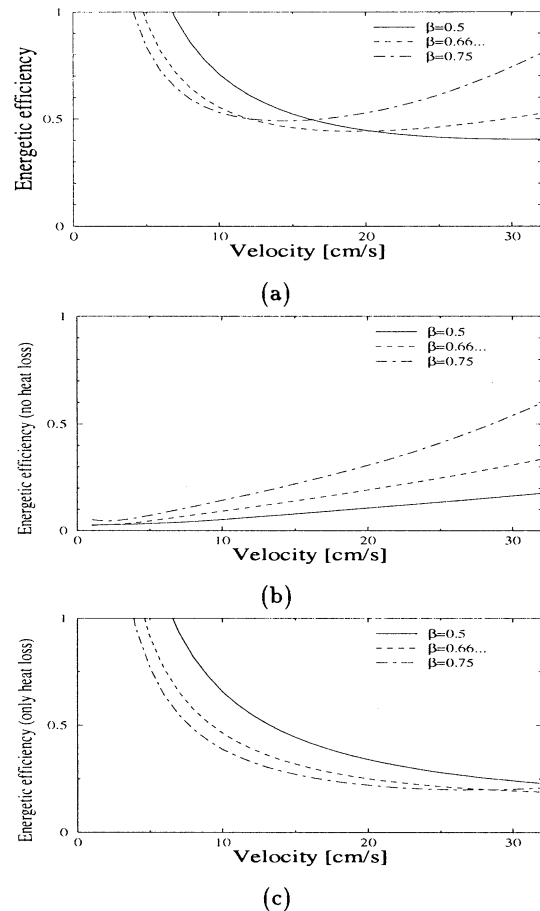 1
β=0.5
β=0.66...
β=0.75
Energetic efficiency
0.5
0
0
10
20
30
Velocity [cm/s]
(a)
1
β=0.5
β=0.66...
β=0.75
Energetic efficiency (no heat loss)
0.5
0
0
10
20
30
Velocity [cm/s]
(b)
1
β=0.5
β=0.66...
β=0.75
Energetic efficiency (only heat loss)
0.5
0
0
10
20
30
Velocity [cm/s]
(c)